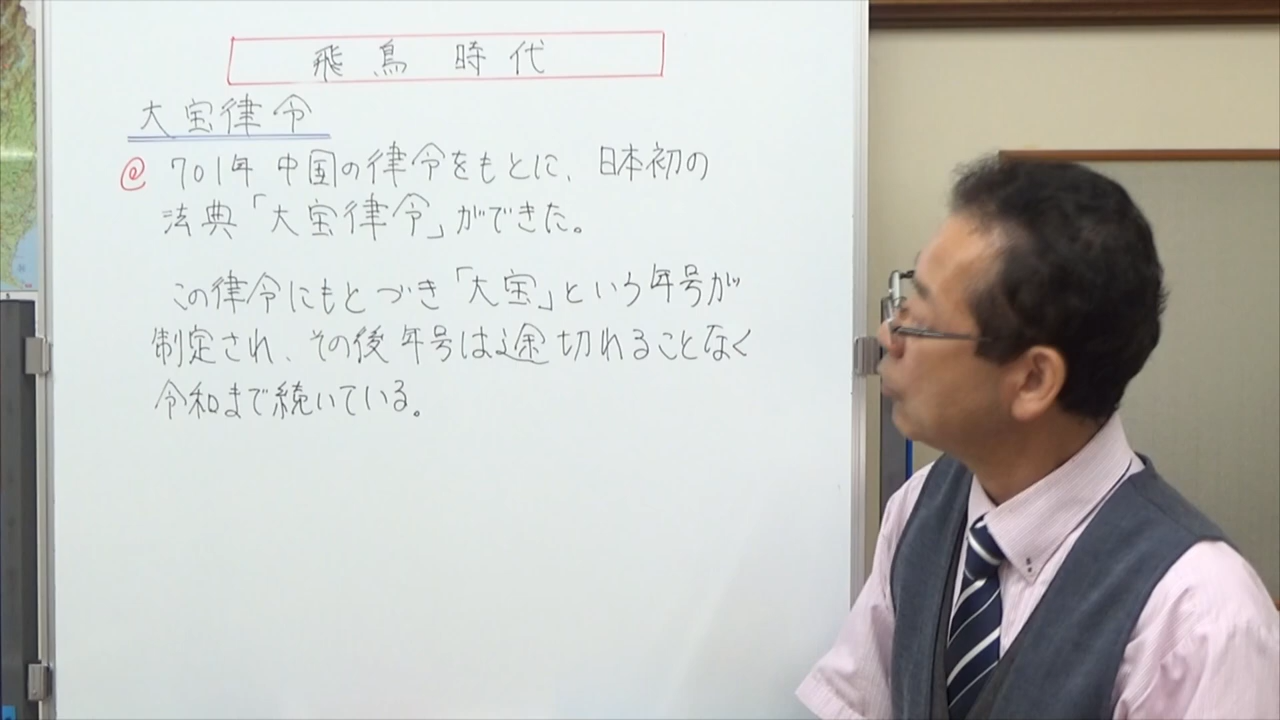 飛鳥時代
大宝律令
@ 701年 中国の律令をもとに、日本初の
法典「大宝律令」ができた。
この律令にもとづき「大宝」という年号が
制定され、その後年号は途切れることなく
令和まで続いている。